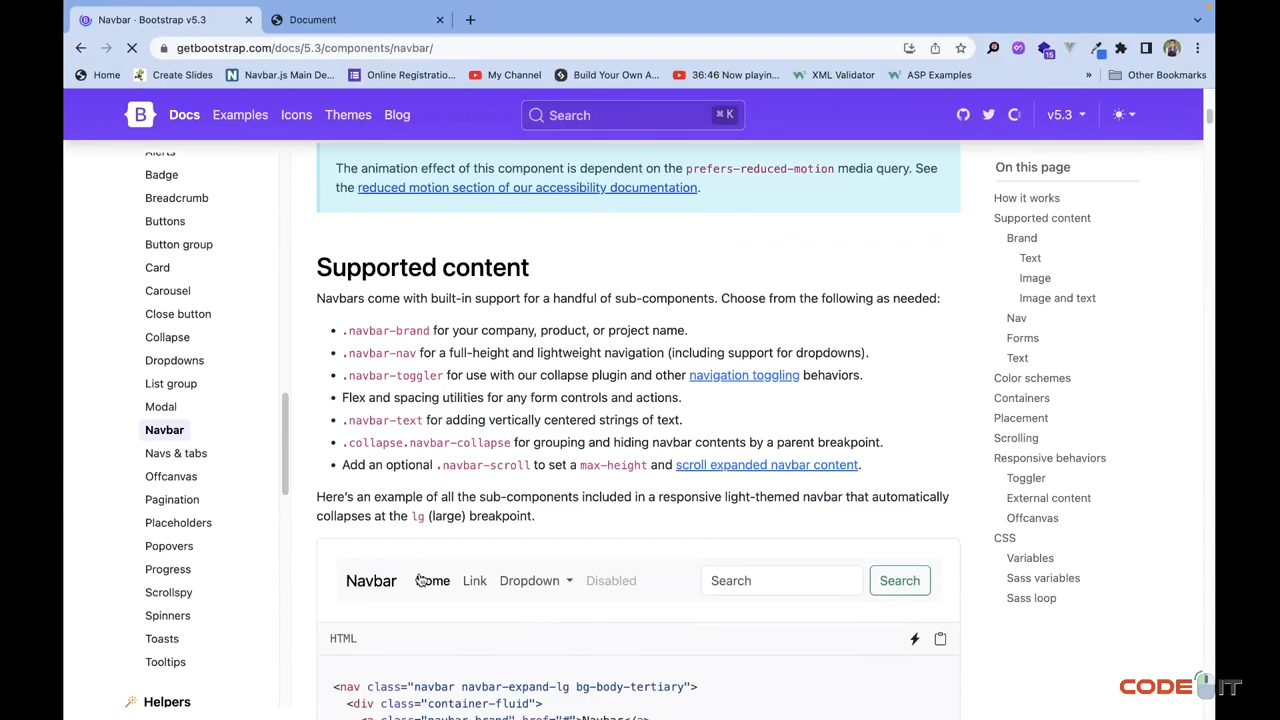 Navbar · Bootstrap v5.3
Document
getbootstrap.com/docs/5.3/components/navbar/
15
Home
Create Slides
Navbar.js Main De...
Online Registratio...
My Channel
Build Your Own A...
36:46 Now playin...
XML Validator
ASP Examples
»
Other Bookmarks
B
Docs
Examples
Icons
Themes
Blog
Search
⌘ K
v5.3
Alerts
Badge
Breadcrumb
Buttons
Button group
Card
Carousel
Close button
Collapse
Dropdowns
List group
Modal
Navbar
Navs & tabs
Offcanvas
Pagination
Placeholders
Popovers
Progress
Scrollspy
Spinners
Toasts
Tooltips
Helpers
The animation effect of this component is dependent on the prefers-reduced-motion media query. See
the reduced motion section of our accessibility documentation.
Supported content
Navbars come with built-in support for a handful of sub-components. Choose from the following as needed:
• .navbar-brand for your company, product, or project name.
• .navbar-nav for a full-height and lightweight navigation (including support for dropdowns).
• .navbar-toggler for use with our collapse plugin and other navigation toggling behaviors.
• Flex and spacing utilities for any form controls and actions.
• .navbar-text for adding vertically centered strings of text.
• .collapse.navbar-collapse for grouping and hiding navbar contents by a parent breakpoint.
• Add an optional .navbar-scroll to set a max-height and scroll expanded navbar content.
Here's an example of all the sub-components included in a responsive light-themed navbar that automatically
collapses at the lg (large) breakpoint.
Navbar
Home
Link
Dropdown
Disabled
Search
Search
HTML
<nav class="navbar navbar-expand-lg bg-body-tertiary">
<div class="container-fluid">
<a class="navbar-brand" href="#">Navbar</a>
On this page
How it works
Supported content
Brand
Text
Image
Image and text
Nav
Forms
Text
Color schemes
Containers
Placement
Scrolling
Responsive behaviors
Toggler
External content
Offcanvas
CSS
Variables
Sass variables
Sass loop
CODE IT